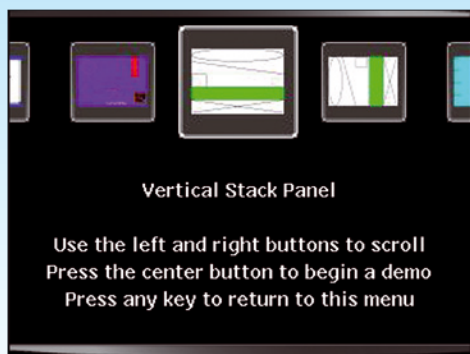 Vertical Stack Panel
Use the left and right buttons to scroll
Press the center button to begin a demo
Press any key to return to this menu